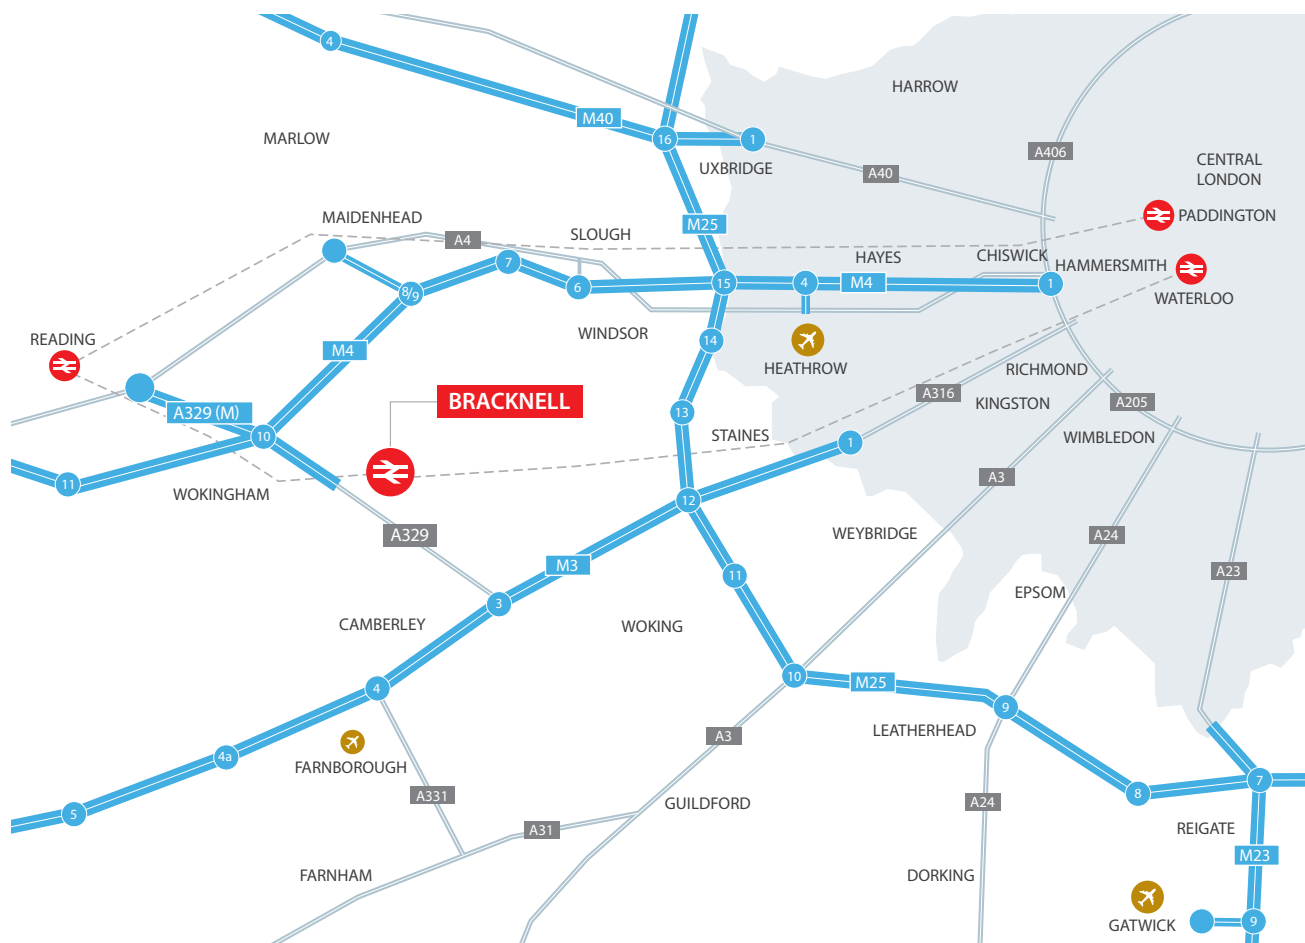 4
HARROW
M40
MARLOW
16
1
A406
CENTRAL
LONDON
UXBRIDGE
A40
MAIDENHEAD
PADDINGTON
M25
SLOUGH
A4
HAYES
CHISWICK
HAMMERSMITH
7
8/9
6
15
4
M4
1
WATERLOO
WINDSOR
READING
M4
14
HEATHROW
RICHMOND
A316
KINGSTON
A205
BRACKNELL
A329 (M)
13
10
STAINES
1
WIMBLEDON
11
WOKINGHAM
A3
12
A329
WEYBRIDGE
A24
M3
11
A23
EPSOM
3
CAMBERLEY
WOKING
10
M25
4
9
LEATHERHEAD
A3
4a
FARNBOROUGH
7
8
A331
A24
GUILDFORD
5
A31
REIGATE
M23
FARNHAM
DORKING
GATWICK
9